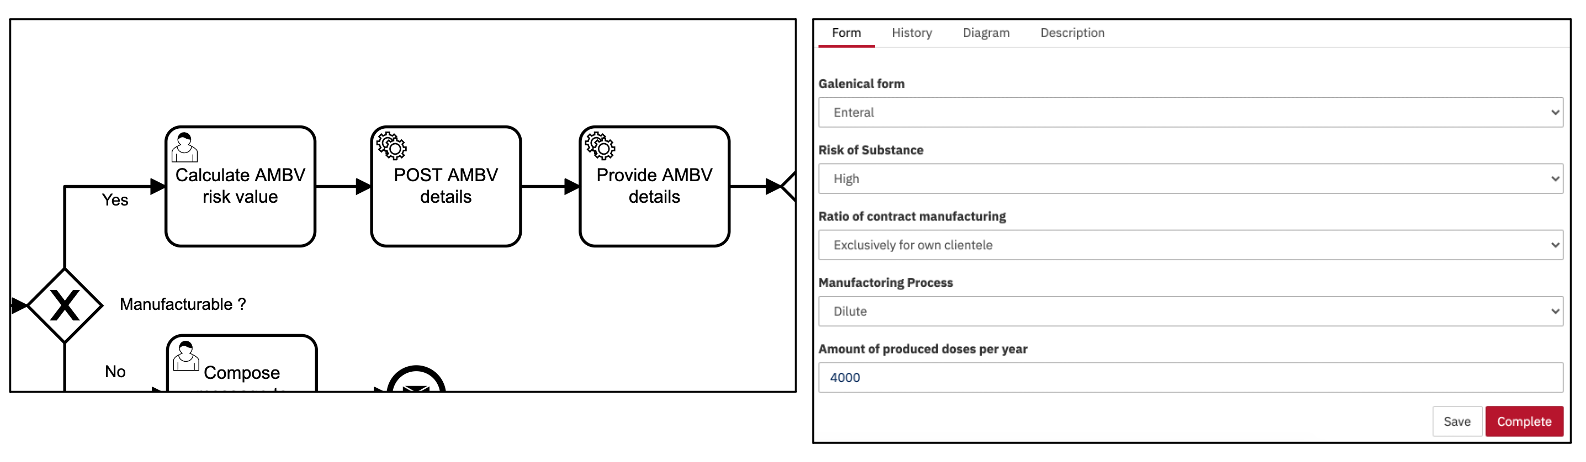 Calculate AMBV
risk value
POST AMBV
details
Provide AMBV
details
Yes
X
Manufacturable ?
No
Compose
Form History Diagram Description
Galenical form
Enteral
Risk of Substance
High
Ratio of contract manufacturing
Exclusively for own clientele
Manufactoring Process
Dilute
Amount of produced doses per year
4000
Save Complete